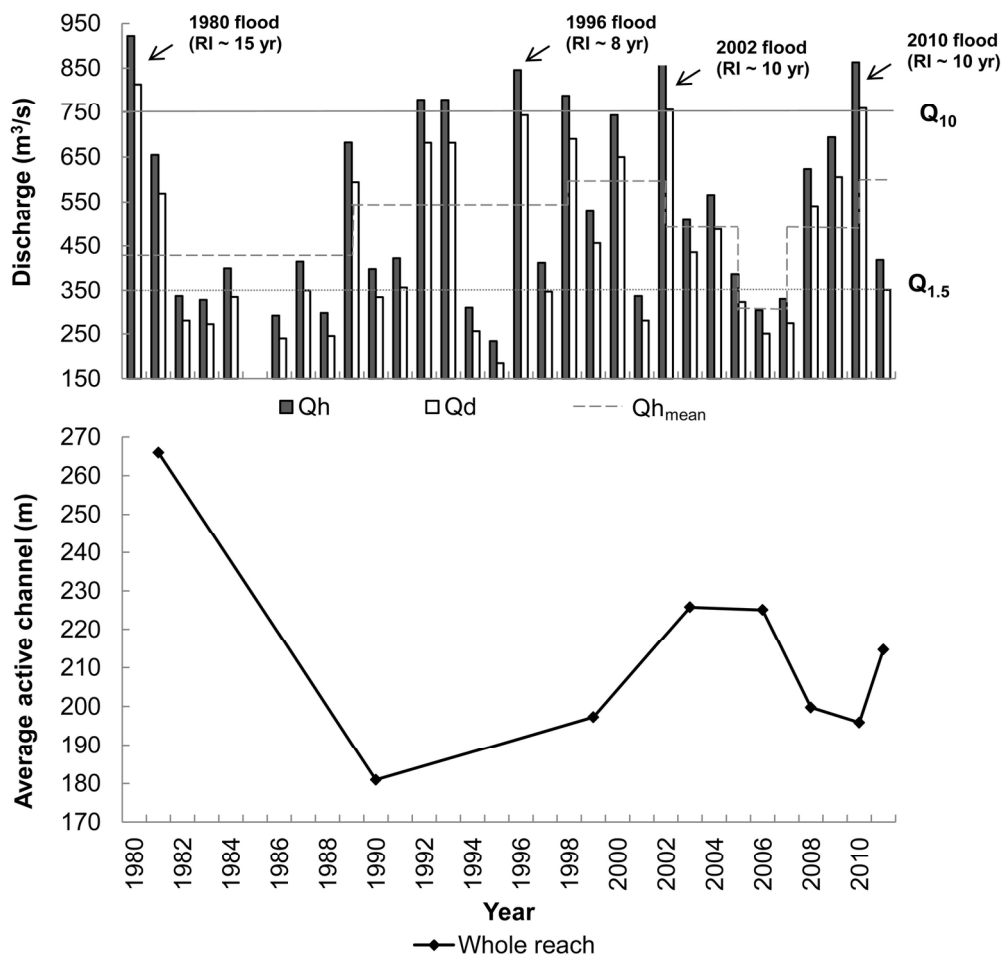 1980 flood
(RI ~ 15 yr)
1996 flood
(RI ~ 8 yr)
2002 flood
(RI ~ 10 yr)
2010 flood
(RI ~ 10 yr)
Discharge (m³/s)
950
850
750
650
550
450
350
250
150
Q₁₀
Q₁.₅
Qh
Qd
Qhmean
Average active channel (m)
270
260
250
240
230
220
210
200
190
180
170
1980
1982
1984
1986
1988
1990
1992
1994
1996
1998
2000
2002
2004
2006
2008
2010
Year
Whole reach